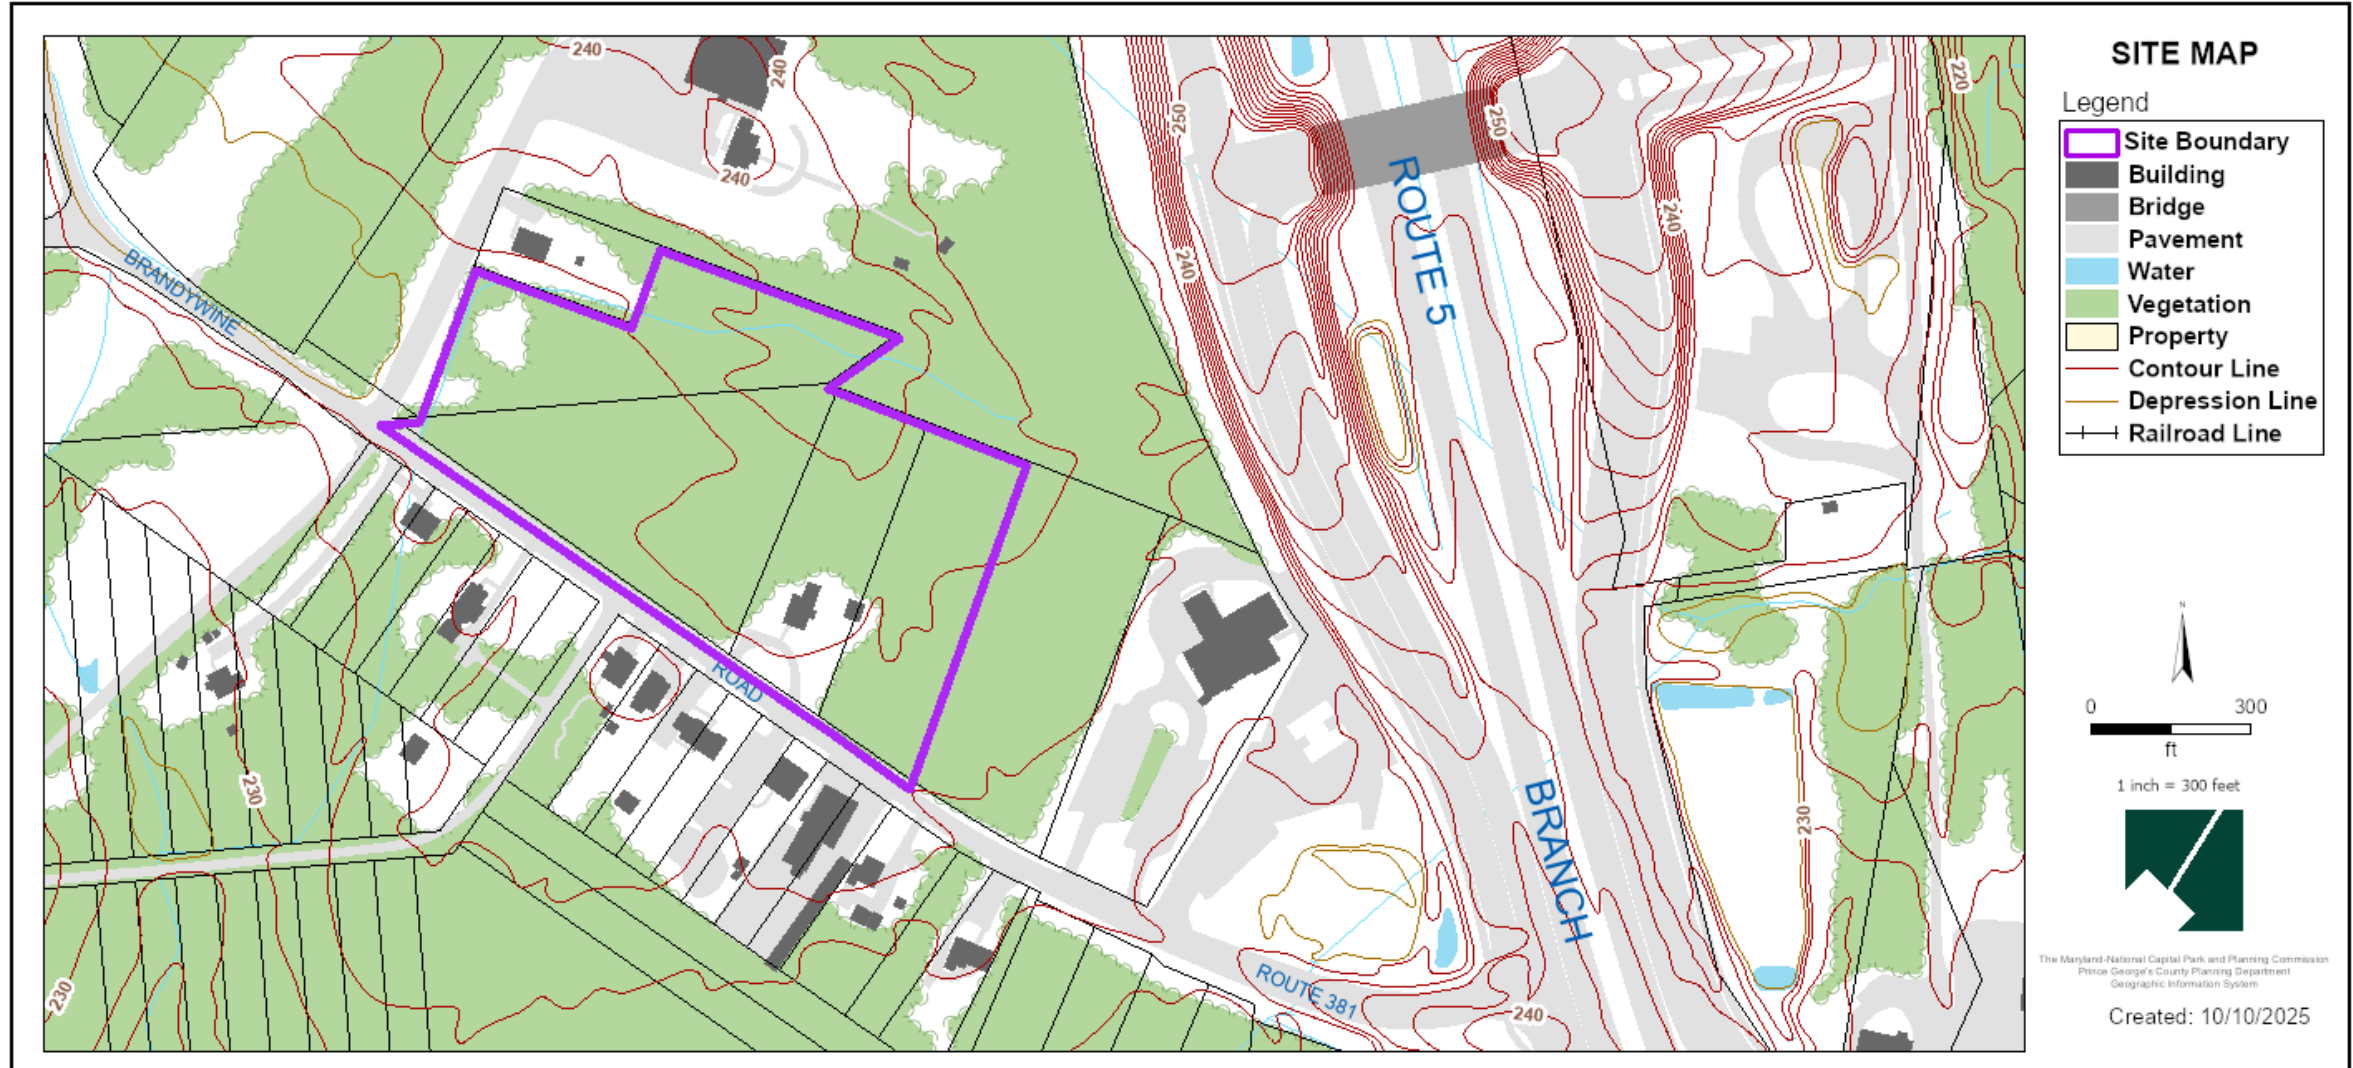 SITE MAP
Legend
Site Boundary
Building
Bridge
Pavement
Water
Vegetation
Property
Contour Line
Depression Line
Railroad Line
N
0 300
ft
1 inch = 300 feet
The Maryland-National Capital Park and Planning Commission
Prince George's County Planning Department
Geographic Information System
Created: 10/10/2025
240
240
240
250
250
220
240
240
BRANDYWINE
ROUTE 5
ROAD
230
230
230
BRANCH
ROUTE 381
240